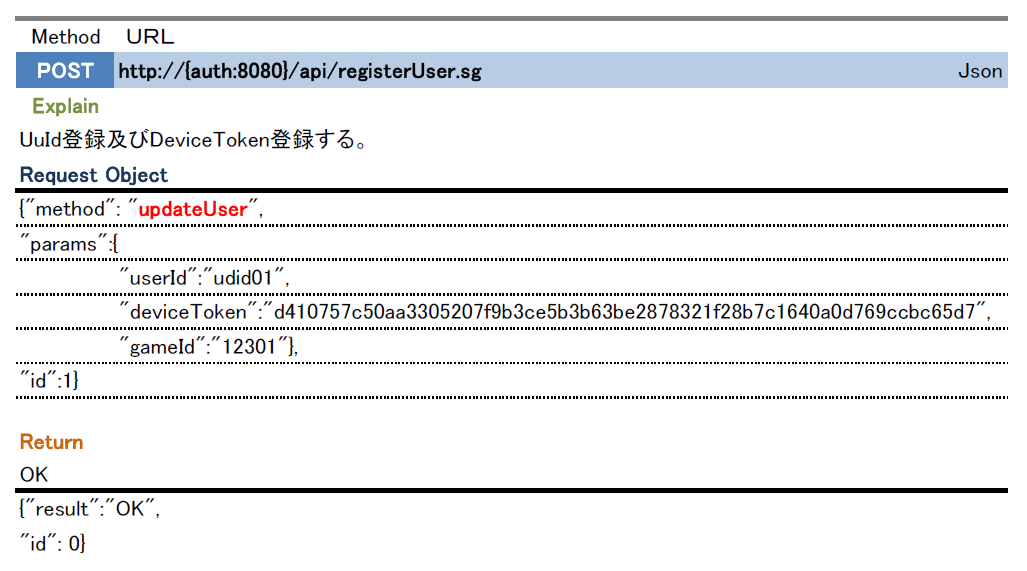 Method URL
POST http://{auth:8080}/api/registerUser.sg Json
Explain
UuId登録及びDeviceToken登録する。
Request Object
{"method": "updateUser",
"params":{
"userId":"udid01",
"deviceToken":"d410757c50aa3305207f9b3ce5b3b63be2878321f28b7c1640a0d769ccbc65d7",
"gameId":"12301"},
"id":1}
Return
OK
{"result":"OK",
"id": 0}